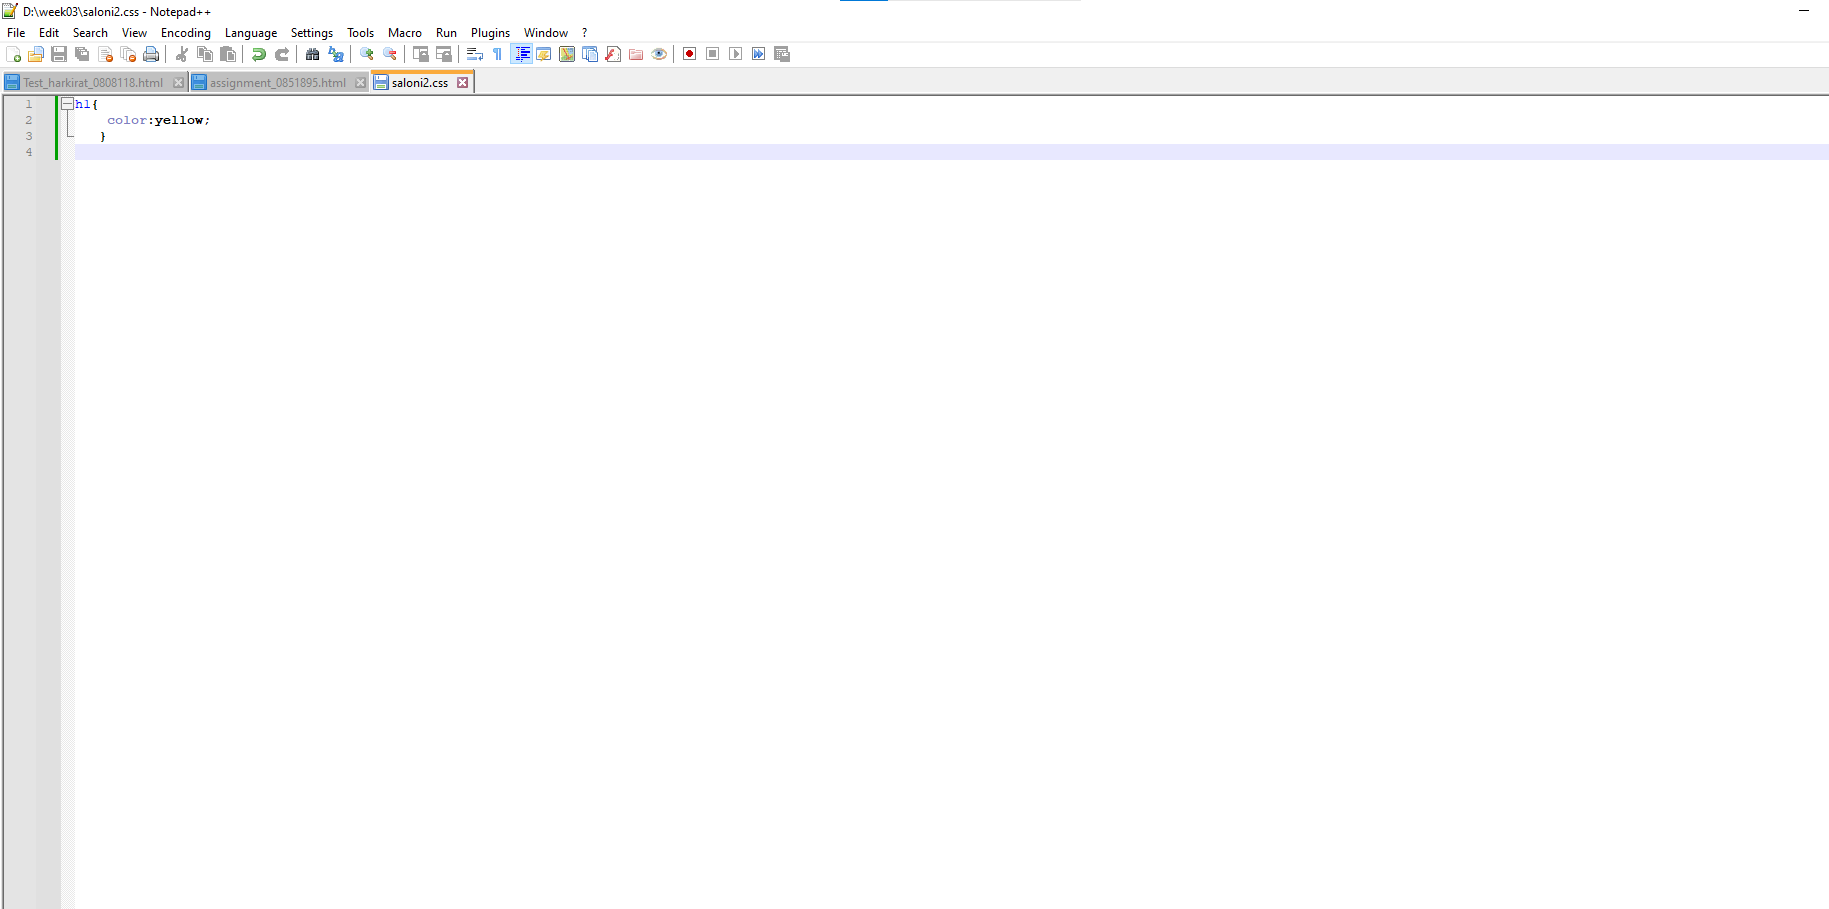 D:\week03\saloni2.css - Notepad++
File Edit Search View Encoding Language Settings Tools Macro Run Plugins Window ?
Test_harkirat_0808118.html assignment_0851895.html saloni2.css
1 h1{
2 color:yellow;
3 }
4